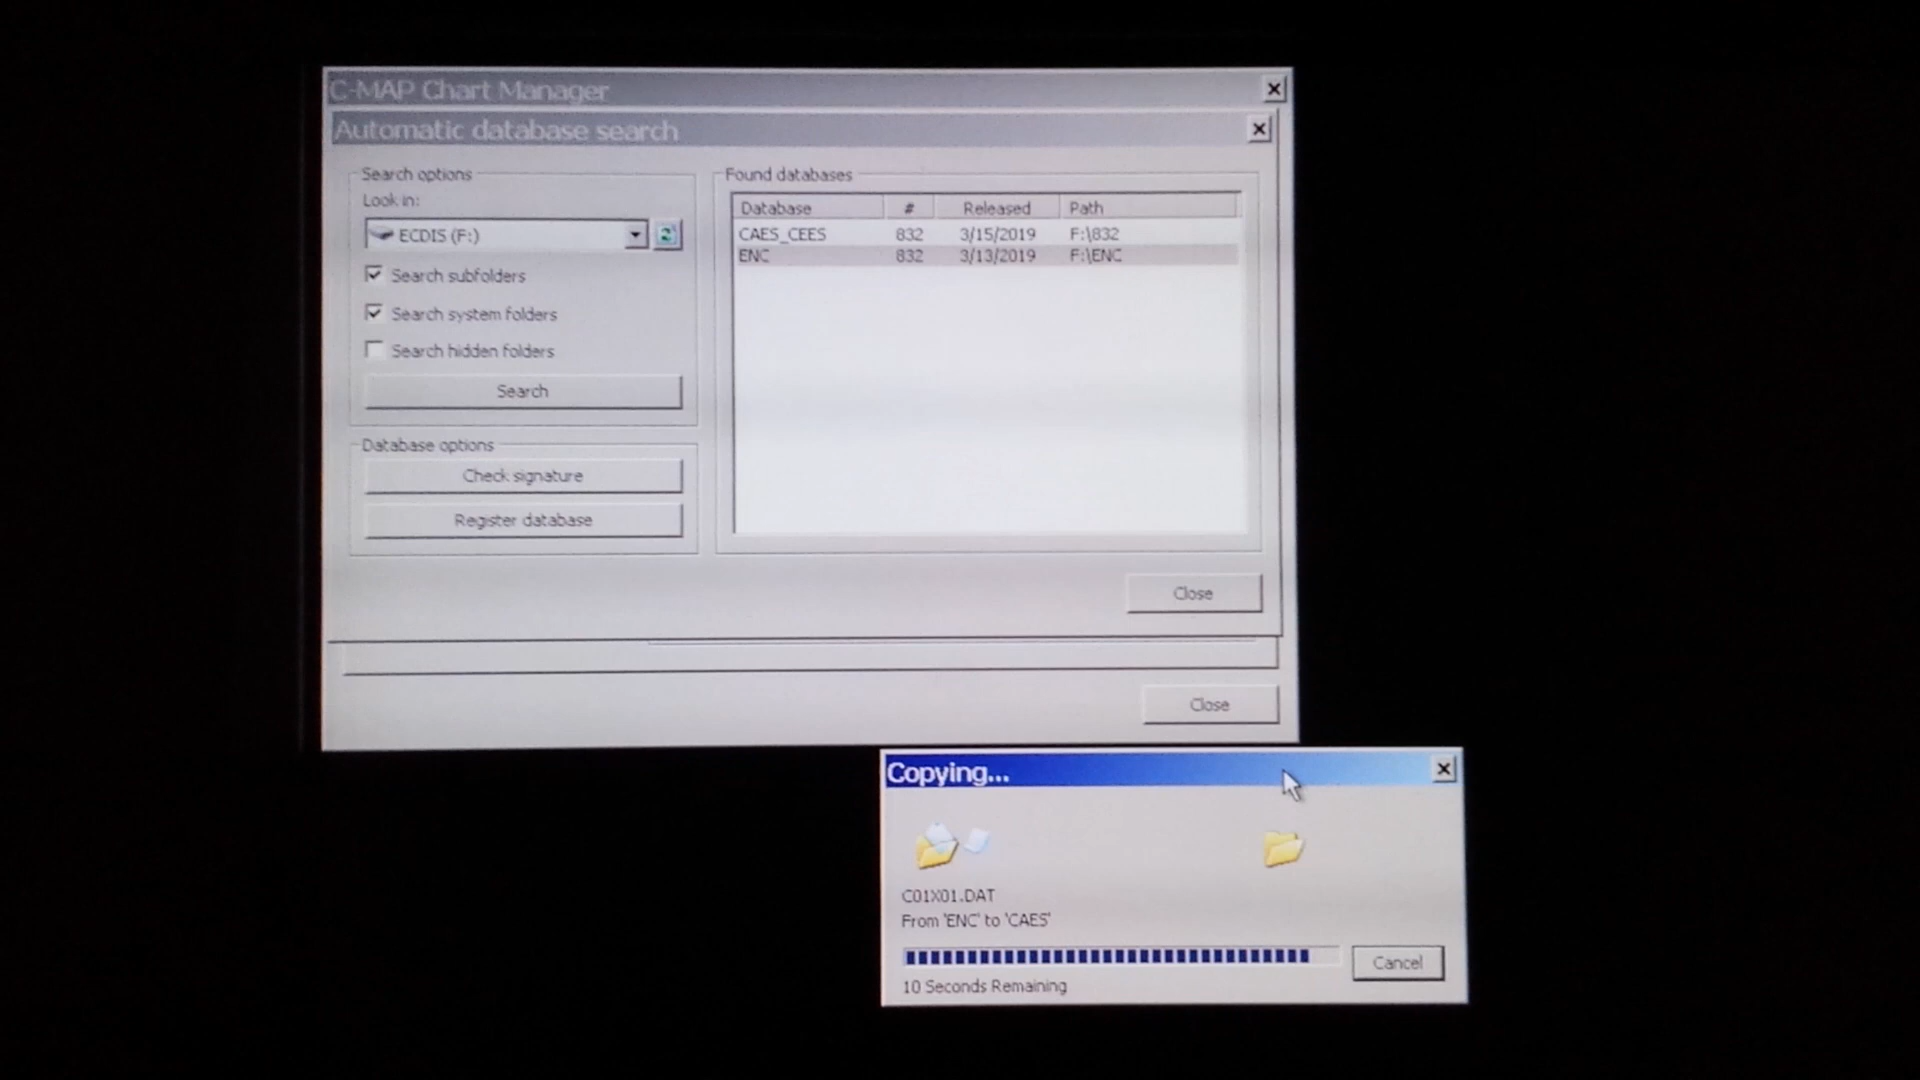 C-MAP Chart Manager
Automatic database search
Search options
Look in:
ECDIS (F:)
Search subfolders
Search system folders
Search hidden folders
Search
Database options
Check signature
Register database
Found databases
Database # Released Path
CAES_CEES 832 3/15/2019 F:\832
ENC 832 3/13/2019 F:\ENC
Close
Close
Copying...
C01X01.DAT
From 'ENC' to 'CAES'
Cancel
10 Seconds Remaining